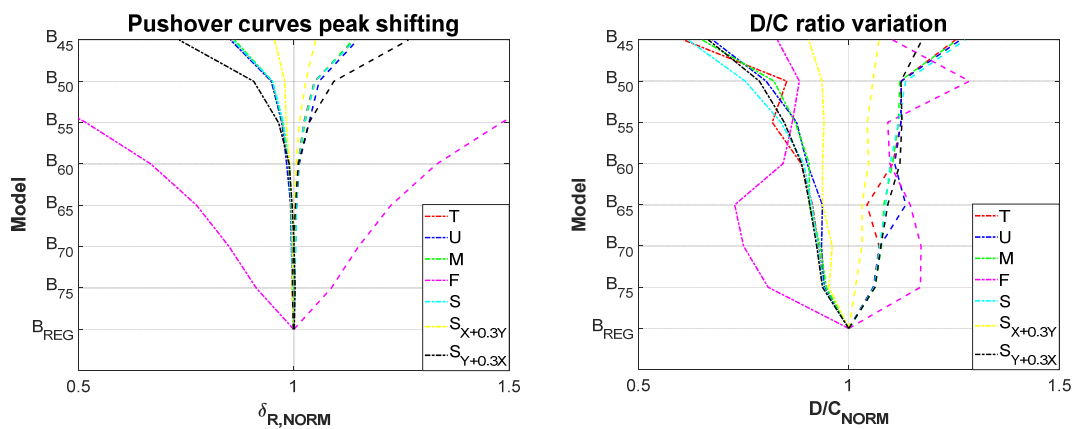 Pushover curves peak shifting
B45
B50
B55
B60
B65
B70
B75
BREG
Model
T
U
M
F
S
SX+0.3Y
SY+0.3X
0.5
1
1.5
δR,NORM
D/C ratio variation
B45
B50
B55
B60
B65
B70
B75
BREG
Model
T
U
M
F
S
SX+0.3Y
SY+0.3X
0.5
1
1.5
D/CNORM